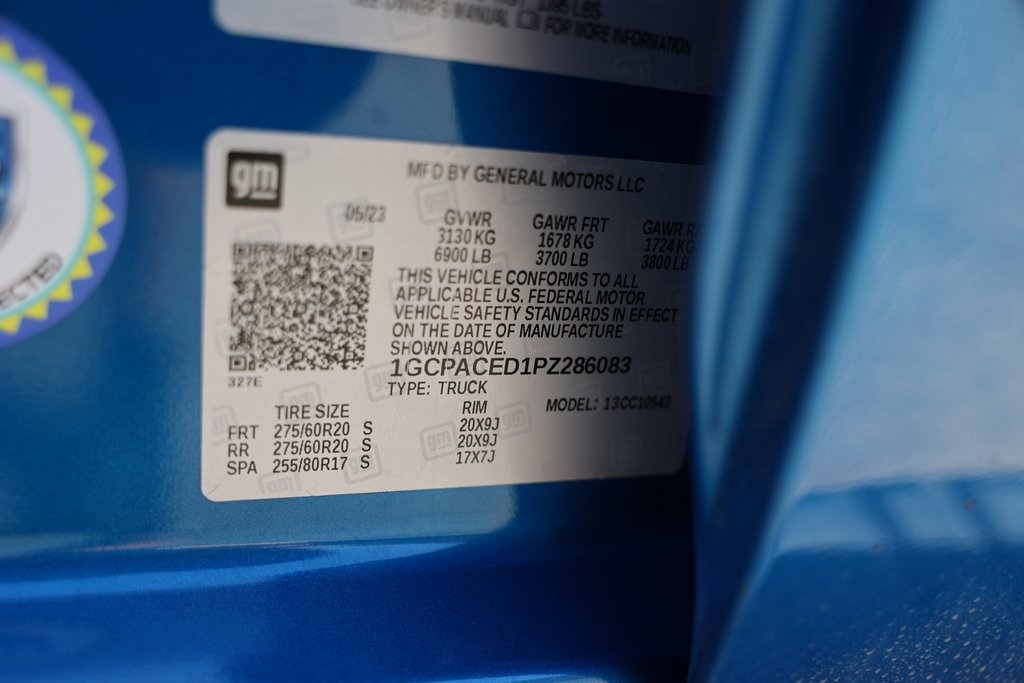 1395 LBS
SEE OWNER'S MANUAL FOR MORE INFORMATION
gm
MFD BY GENERAL MOTORS LLC
05/23 GVWR GAWR FRT GAWR
3130 KG 1678 KG 1724 KG
6900 LB 3700 LB 3800 LB
THIS VEHICLE CONFORMS TO ALL
APPLICABLE U.S. FEDERAL MOTOR
VEHICLE SAFETY STANDARDS IN EFFECT
ON THE DATE OF MANUFACTURE
SHOWN ABOVE.
1GCPACED1PZ286083
327E
TYPE: TRUCK
TIRE SIZE RIM MODEL: 13CC10543
FRT 275/60R20 S 20X9J
RR 275/60R20 S 20X9J
SPA 255/80R17 S 17X7J